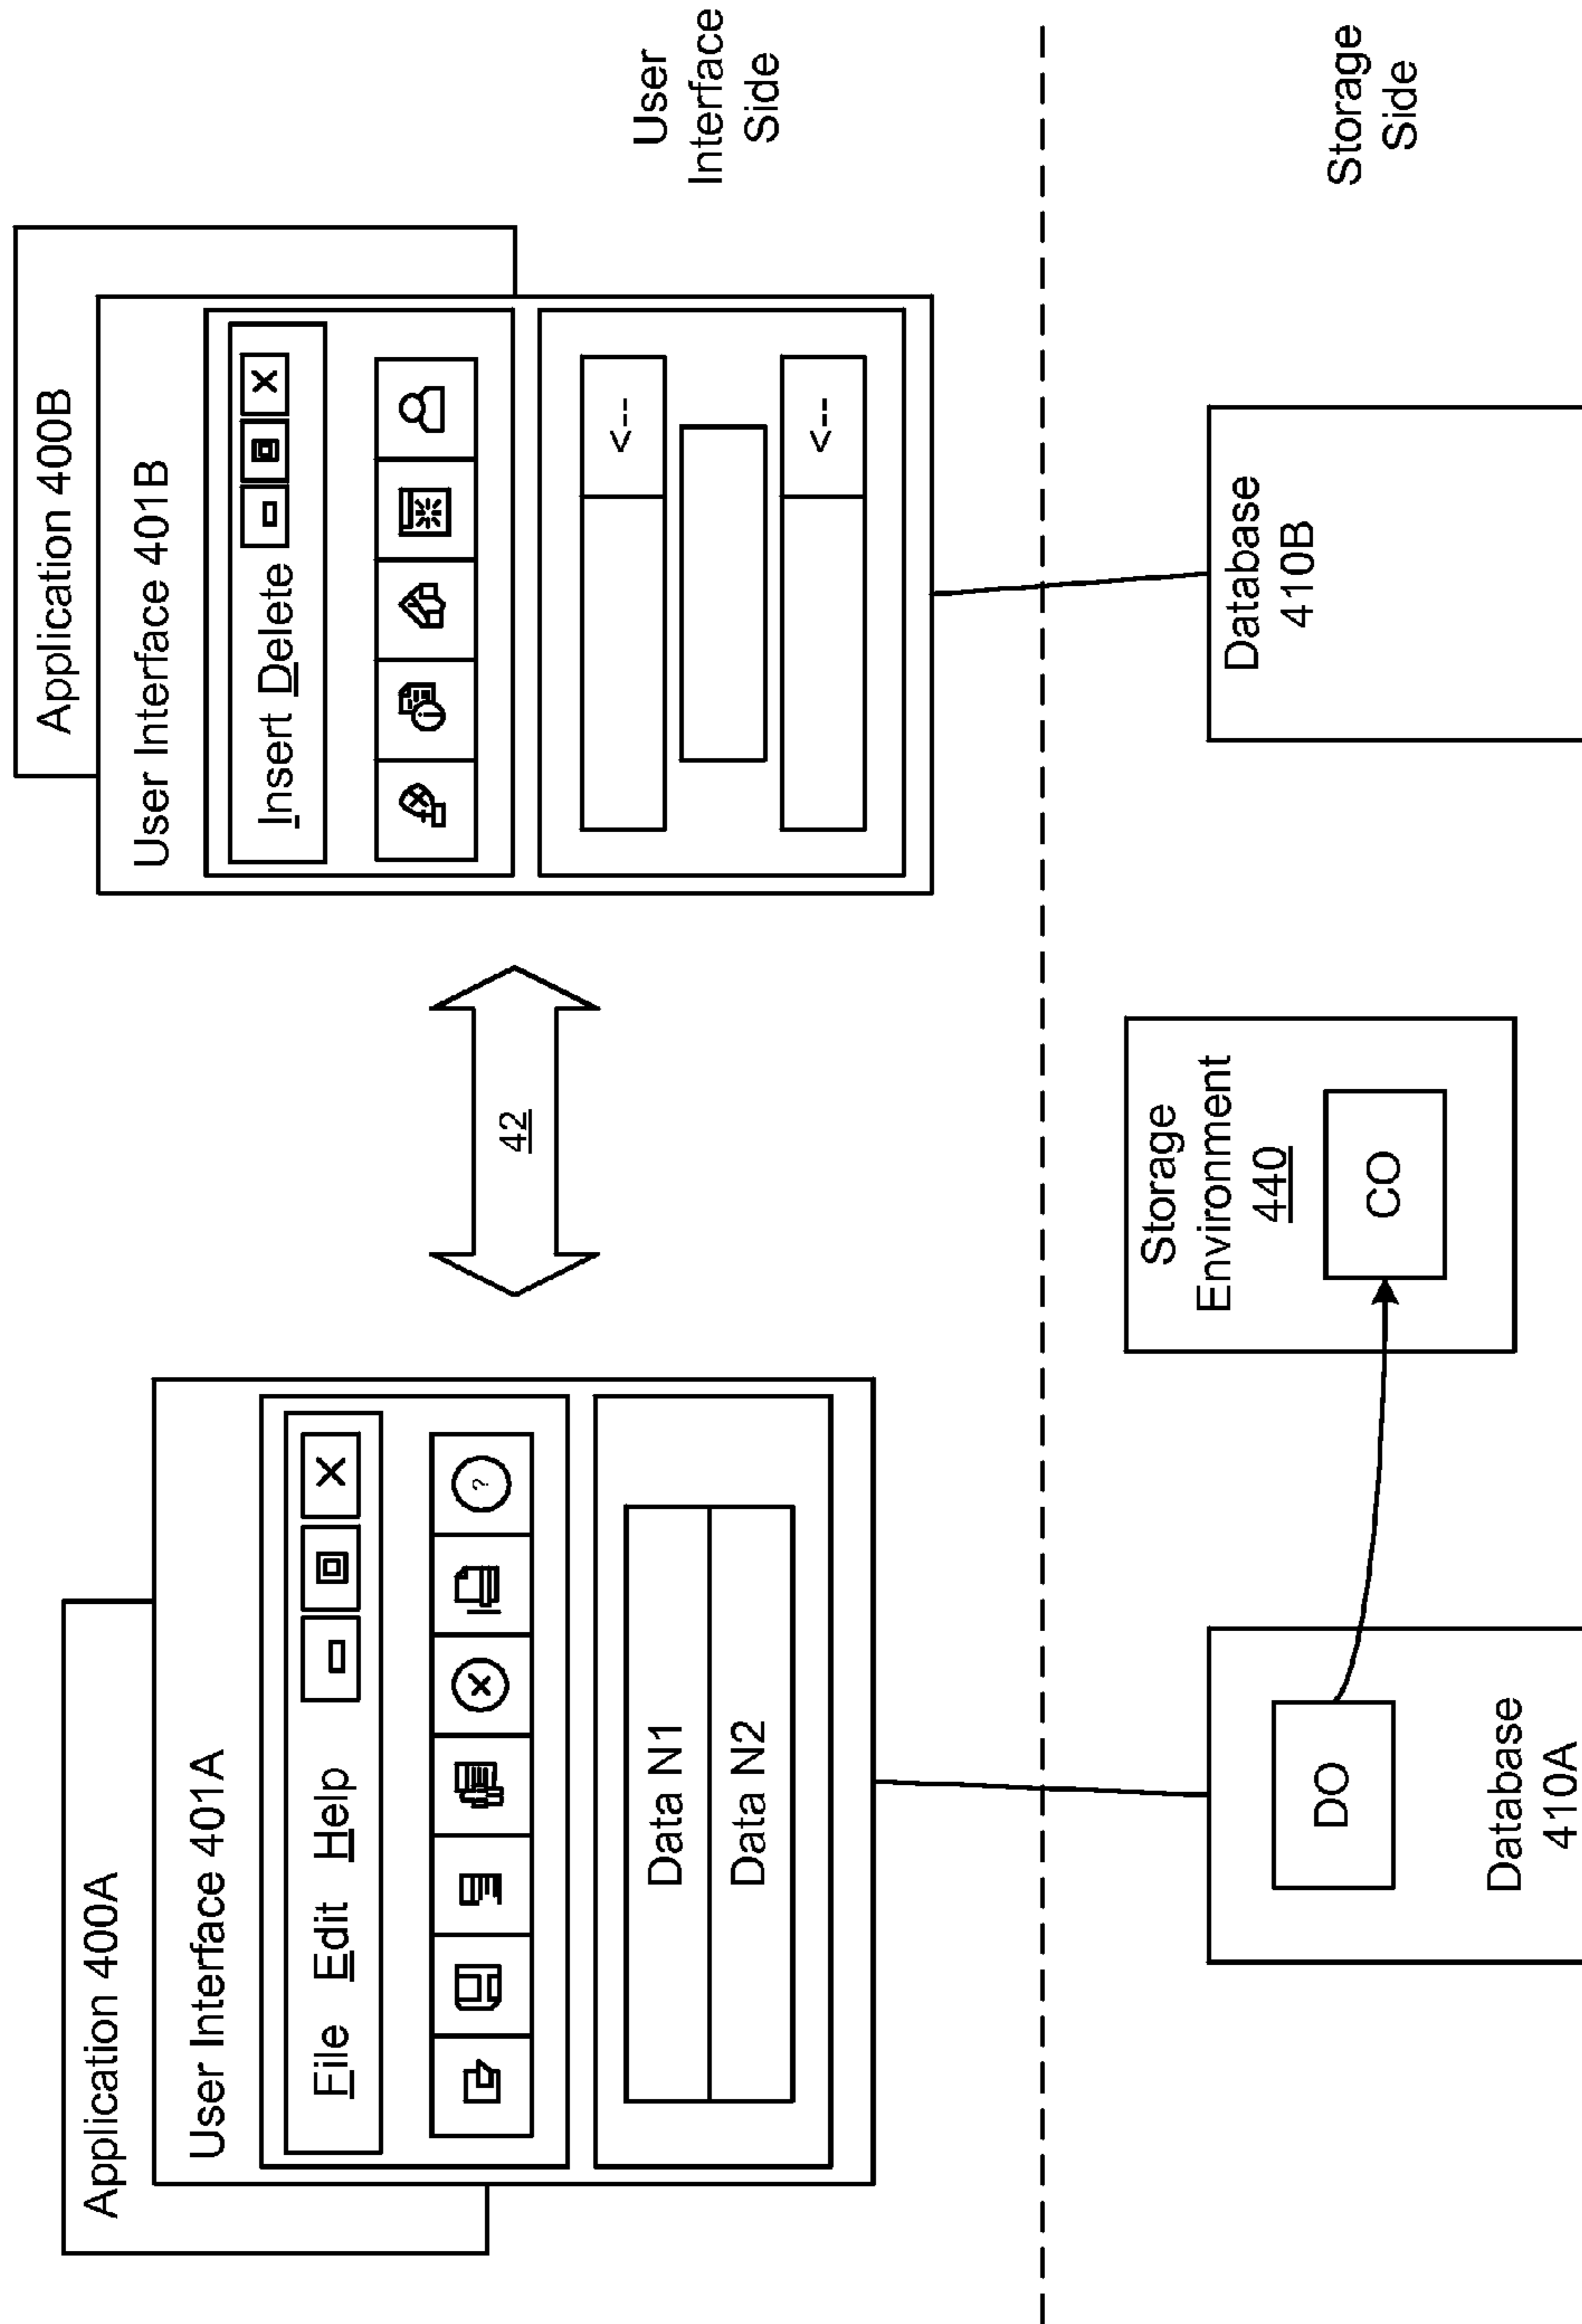 Application 400A
User Interface 401A
File Edit Help
X
?
X
Data N1
Data N2
42
Application 400B
User Interface 401B
Insert Delete
X
<--
<--
User
Interface
Side
DO
Database
410A
Storage
Environment
440
CO
Database
410B
Storage
Side